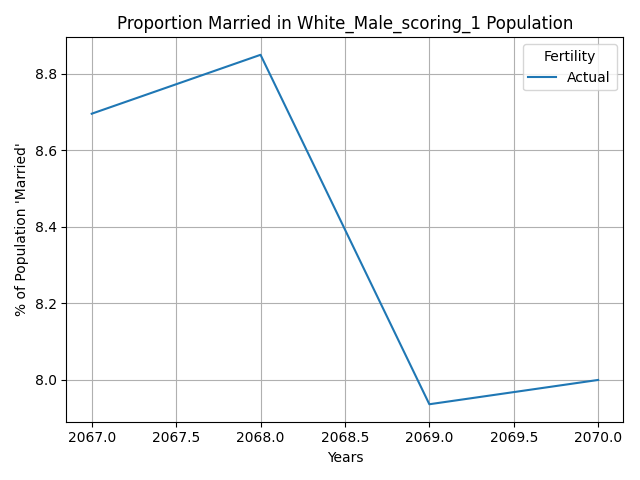 Proportion Married in White_Male_scoring_1 Population
Fertility
Actual
% of Population 'Married'
8.8
8.6
8.4
8.2
8.0
2067.0 2067.5 2068.0 2068.5 2069.0 2069.5 2070.0
Years